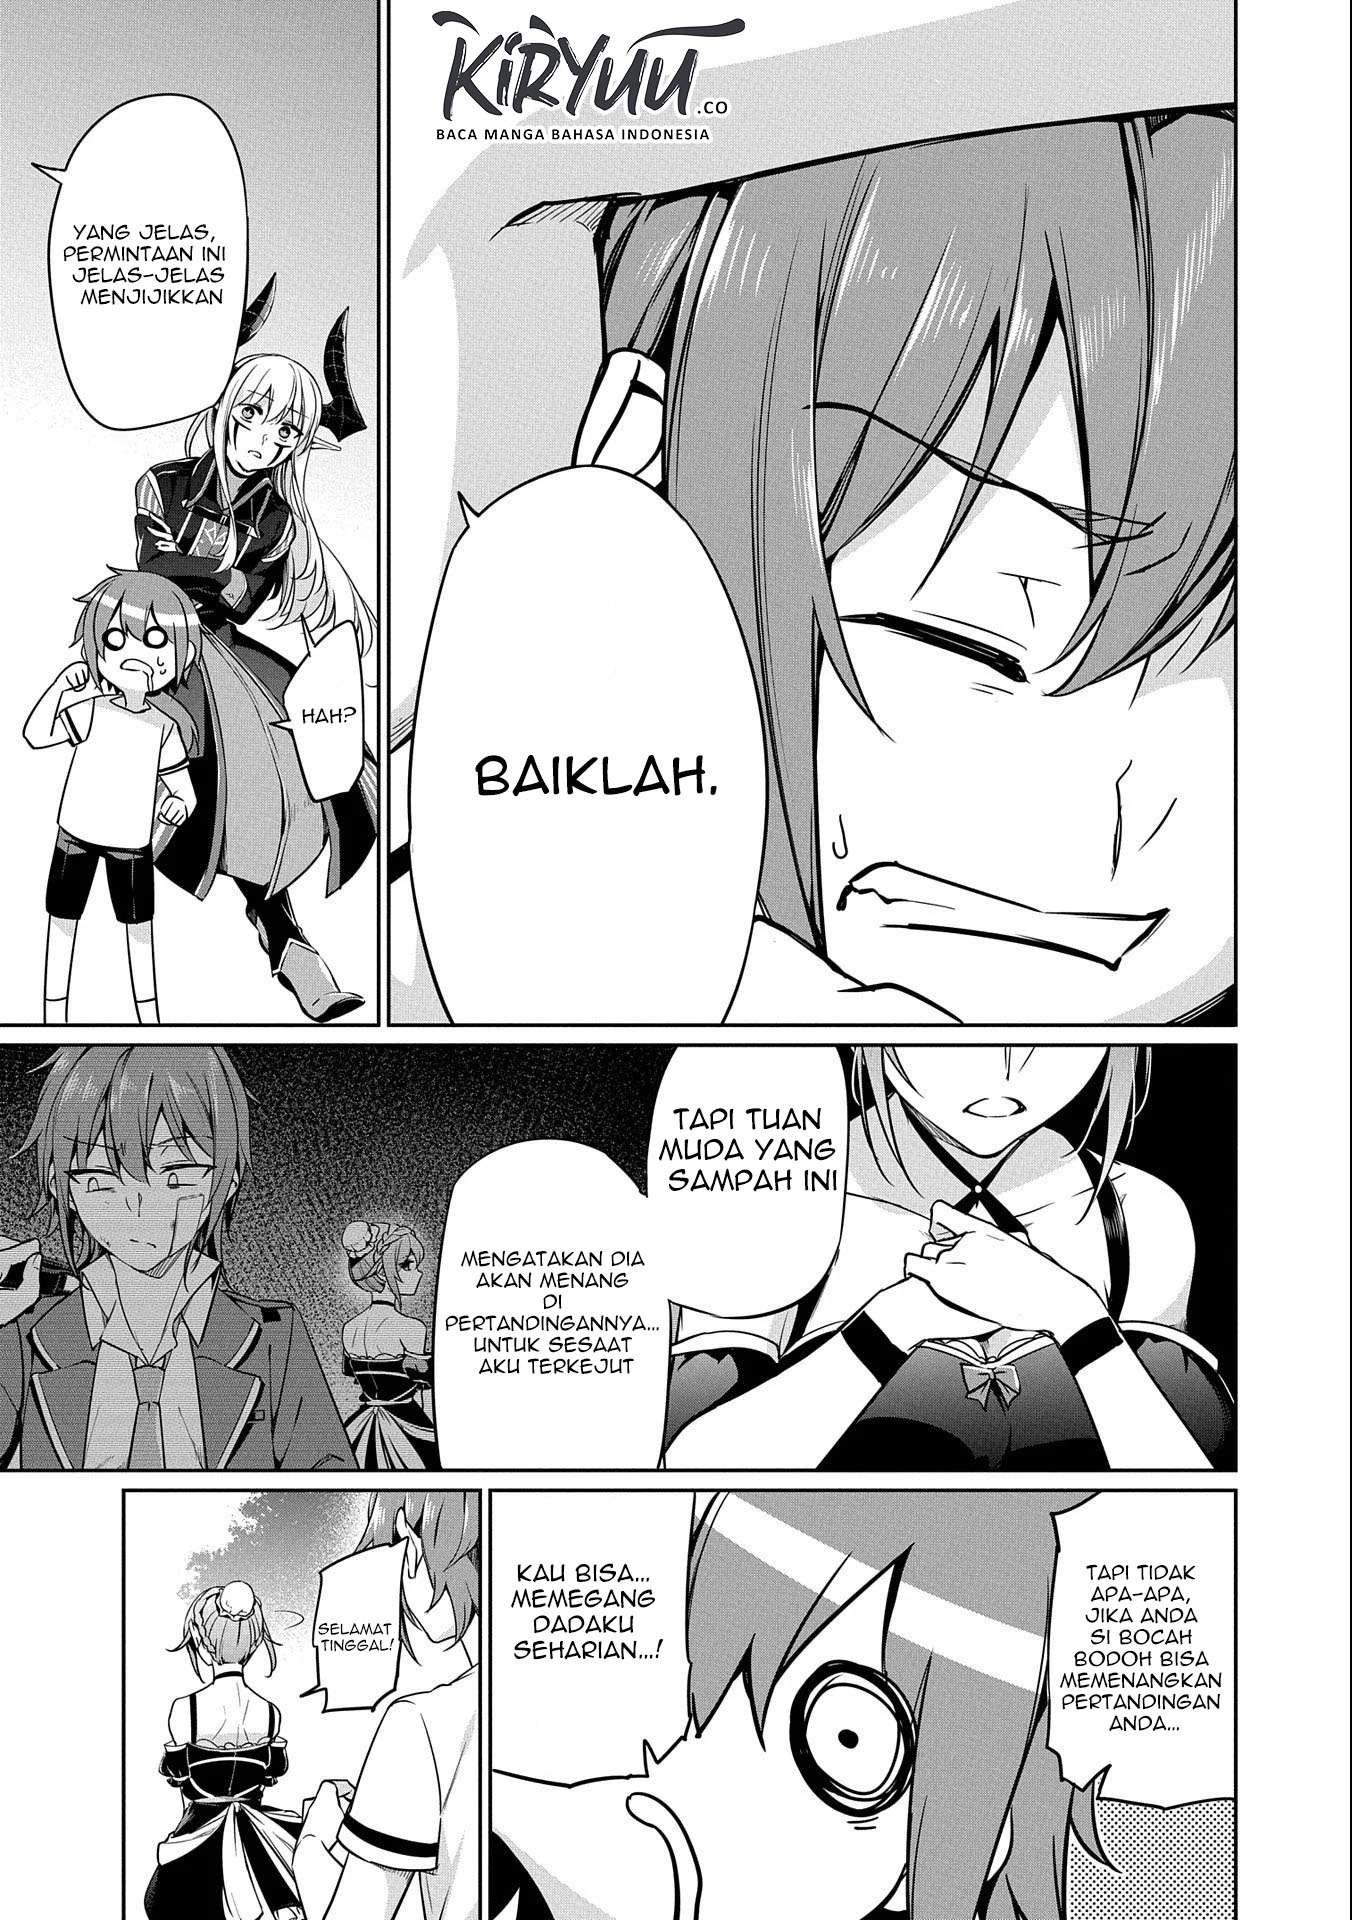 KIRYUU.CO
BACA MANGA BAHASA INDONESIA
BAIKLAH.
YANG JELAS,
PERMINTAAN INI
JELAS-JELAS
MENJIJIKKAN
HAH?
TAPI TUAN
MUDA YANG
SAMPAH INI
MENGATAKAN DIA
AKAN MENANG
DI
PERTANDINGANNYA...
UNTUK SESAAT
AKU TERKEJUT
TAPI TIDAK
APA-APA,
JIKA ANDA
SI BOCAH
BODOH BISA
MEMENANGKAN
PERTANDINGAN
ANDA...
KAU BISA...
MEMEGANG
DADAKU
SEHARIAN...!
SELAMAT
TINGGAL!